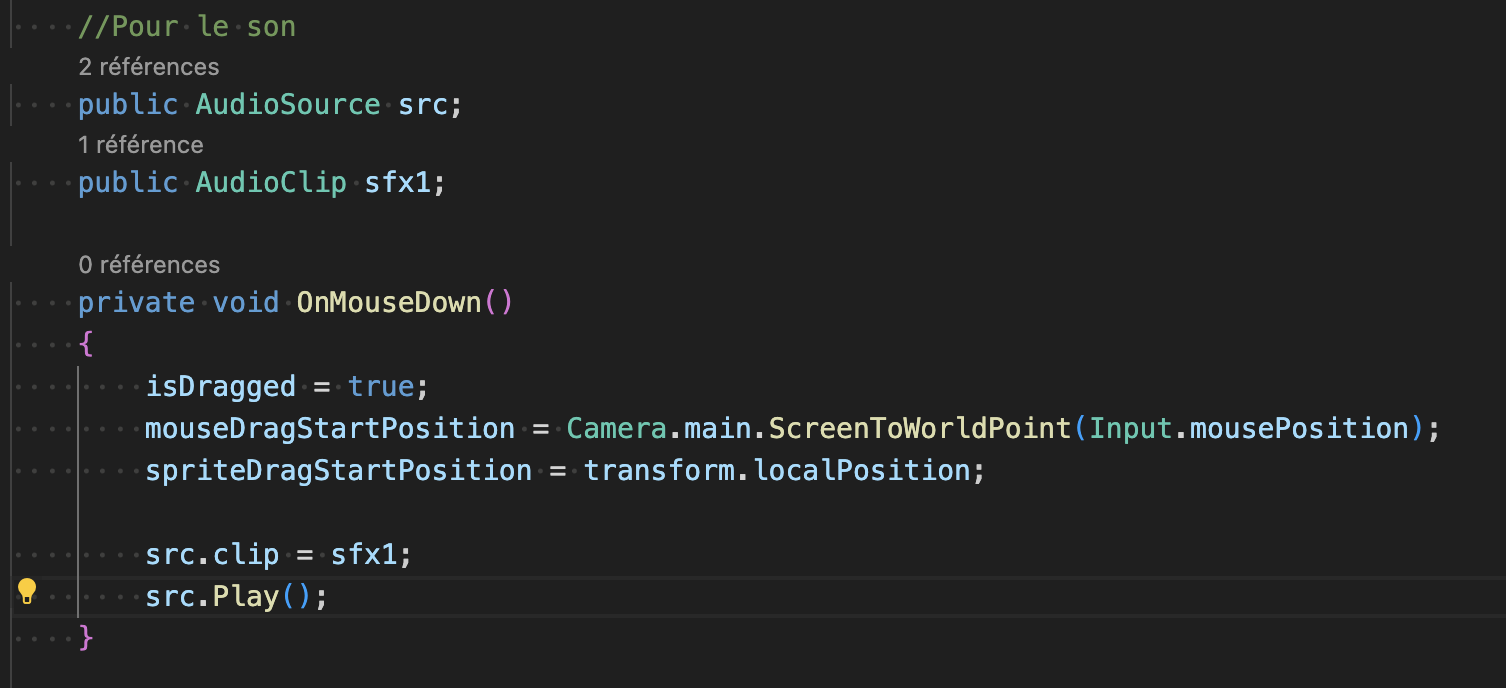 //Pour le son
2 références
public AudioSource src;
1 référence
public AudioClip sfx1;
0 références
private void OnMouseDown()
{
isDragged = true;
mouseDragStartPosition = Camera.main.ScreenToWorldPoint(Input.mousePosition);
spriteDragStartPosition = transform.localPosition;
src.clip = sfx1;
src.Play();
}